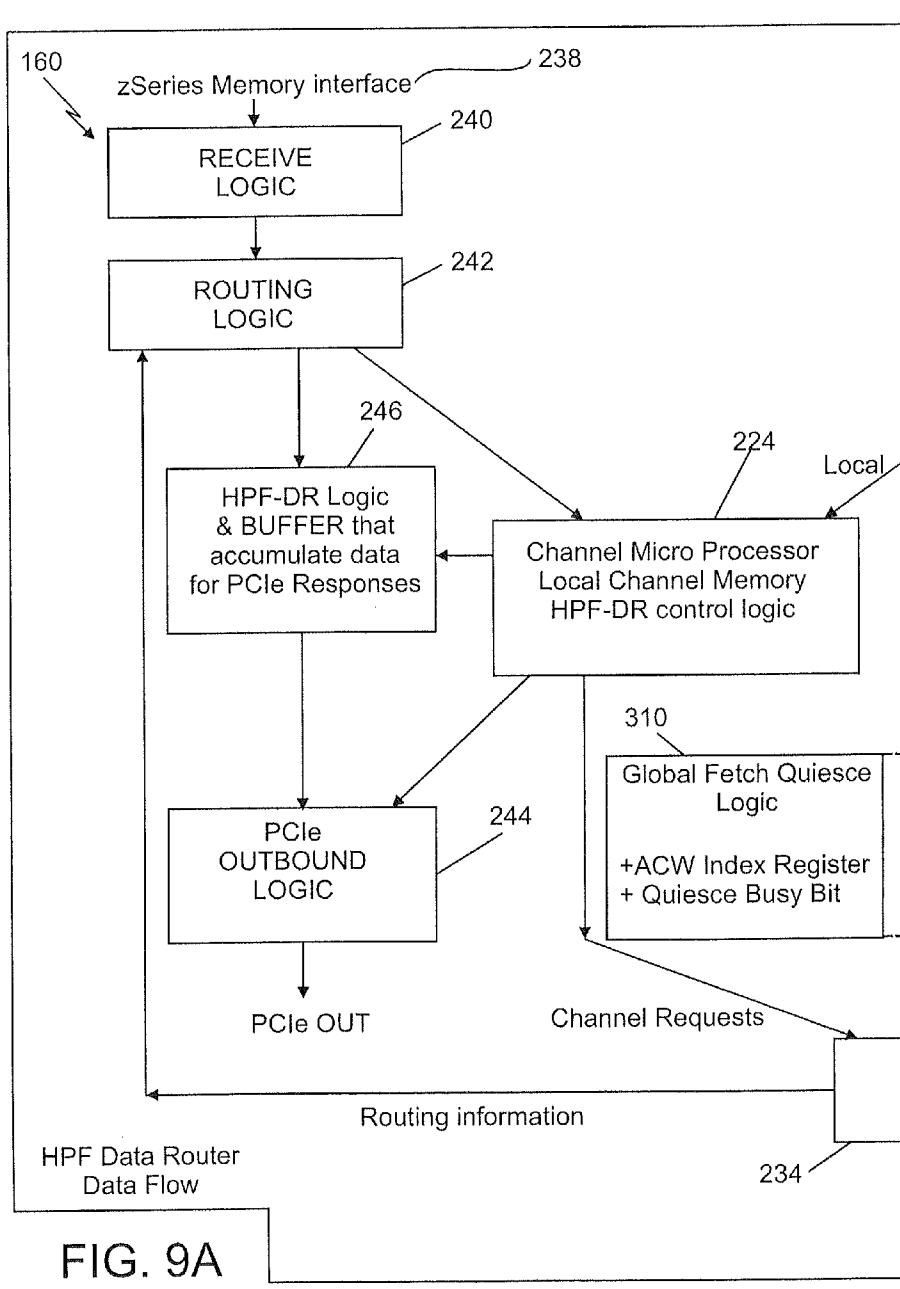 160
zSeries Memory interface
238
240
RECEIVE
LOGIC
242
ROUTING
LOGIC
246
224
Local
HPF-DR Logic
& BUFFER that
accumulate data
for PCIe Responses
Channel Micro Processor
Local Channel Memory
HPF-DR control logic
310
Global Fetch Quiesce
Logic
+ACW Index Register
+ Quiesce Busy Bit
244
PCIe
OUTBOUND
LOGIC
PCIe OUT
Channel Requests
Routing information
234
HPF Data Router
Data Flow
FIG. 9A